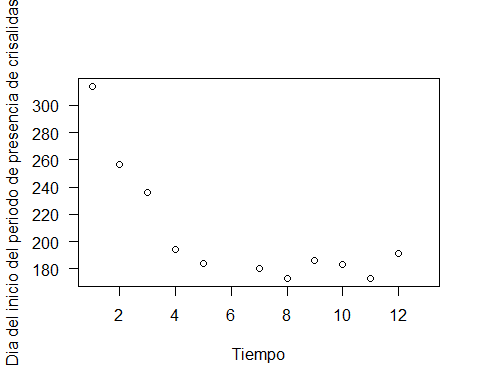 Dia del inicio del periodo de presencia de crisalidas
300
280
260
240
220
200
180
2 4 6 8 10 12
Tiempo